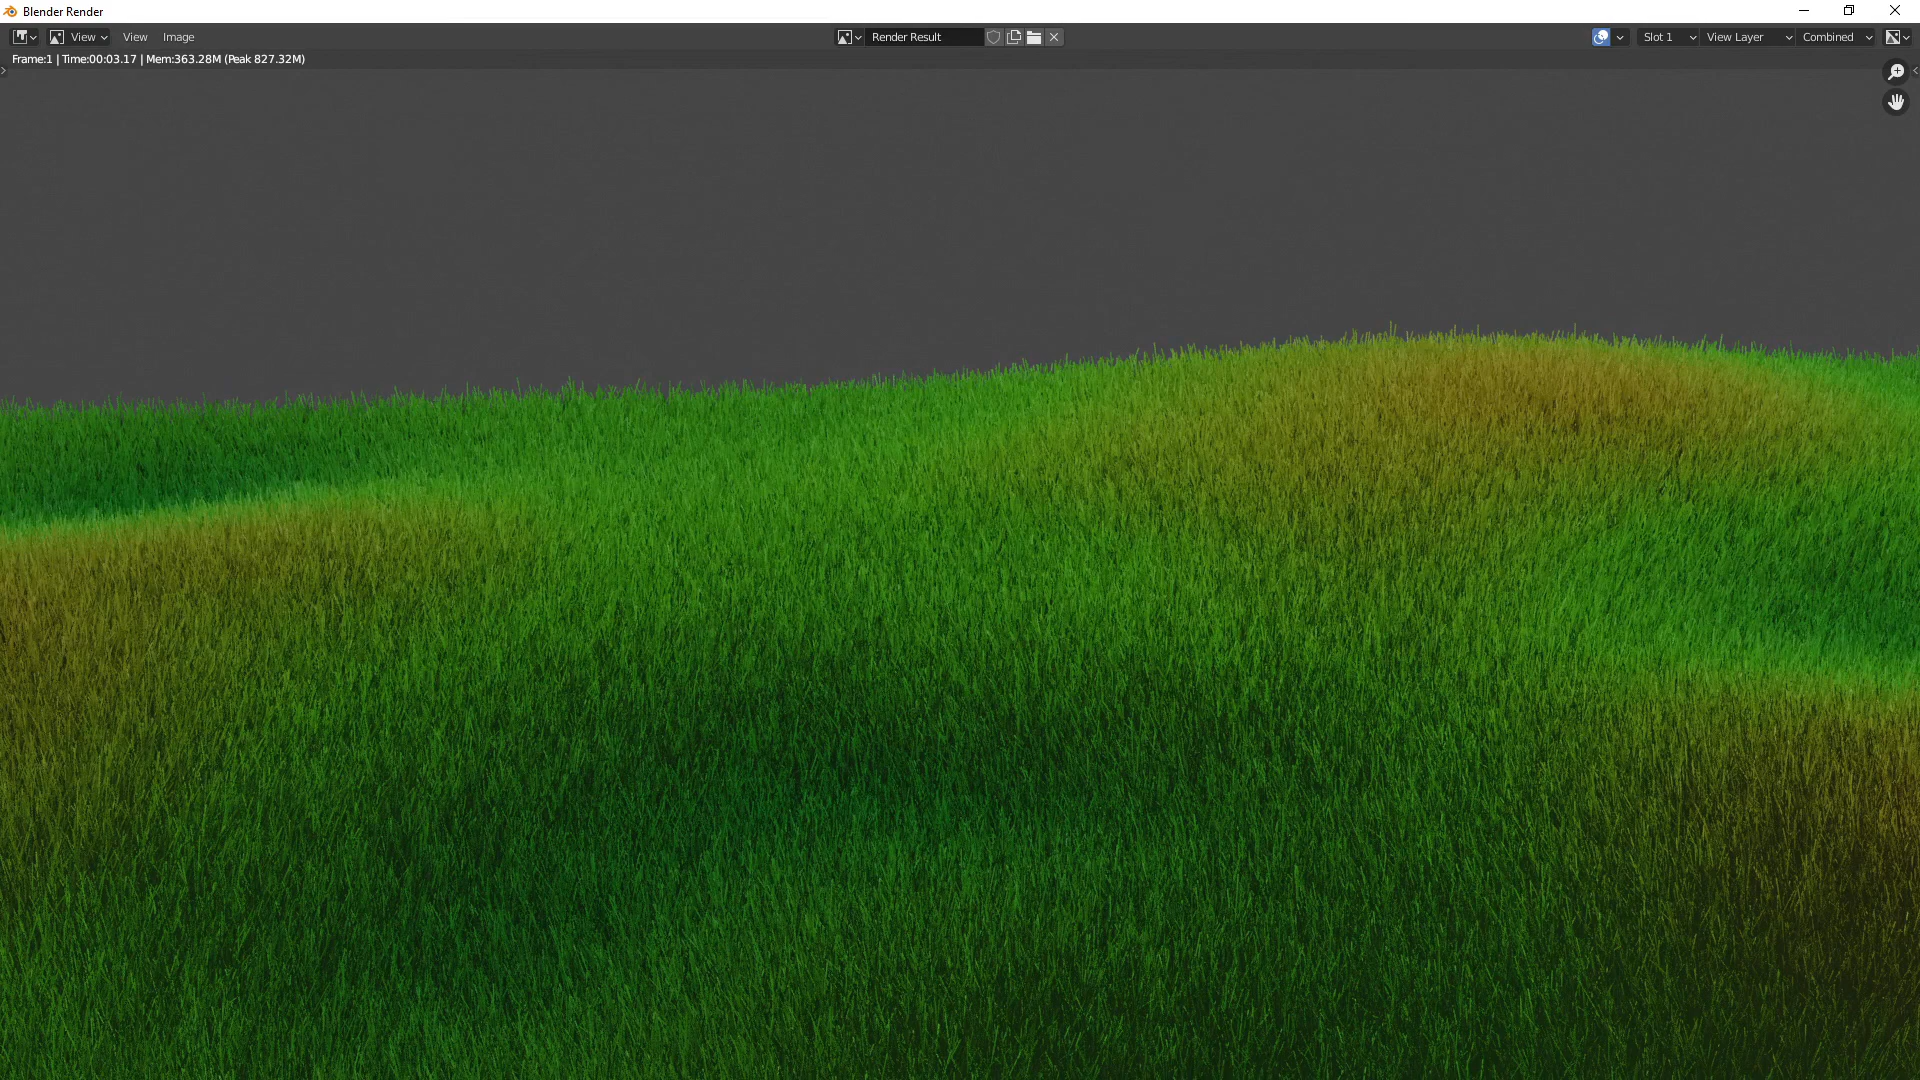 Blender Render
View View Image Render Result Slot 1 View Layer Combined
Frame:1 | Time:00:03.17 | Mem:363.28M (Peak 827.32M)